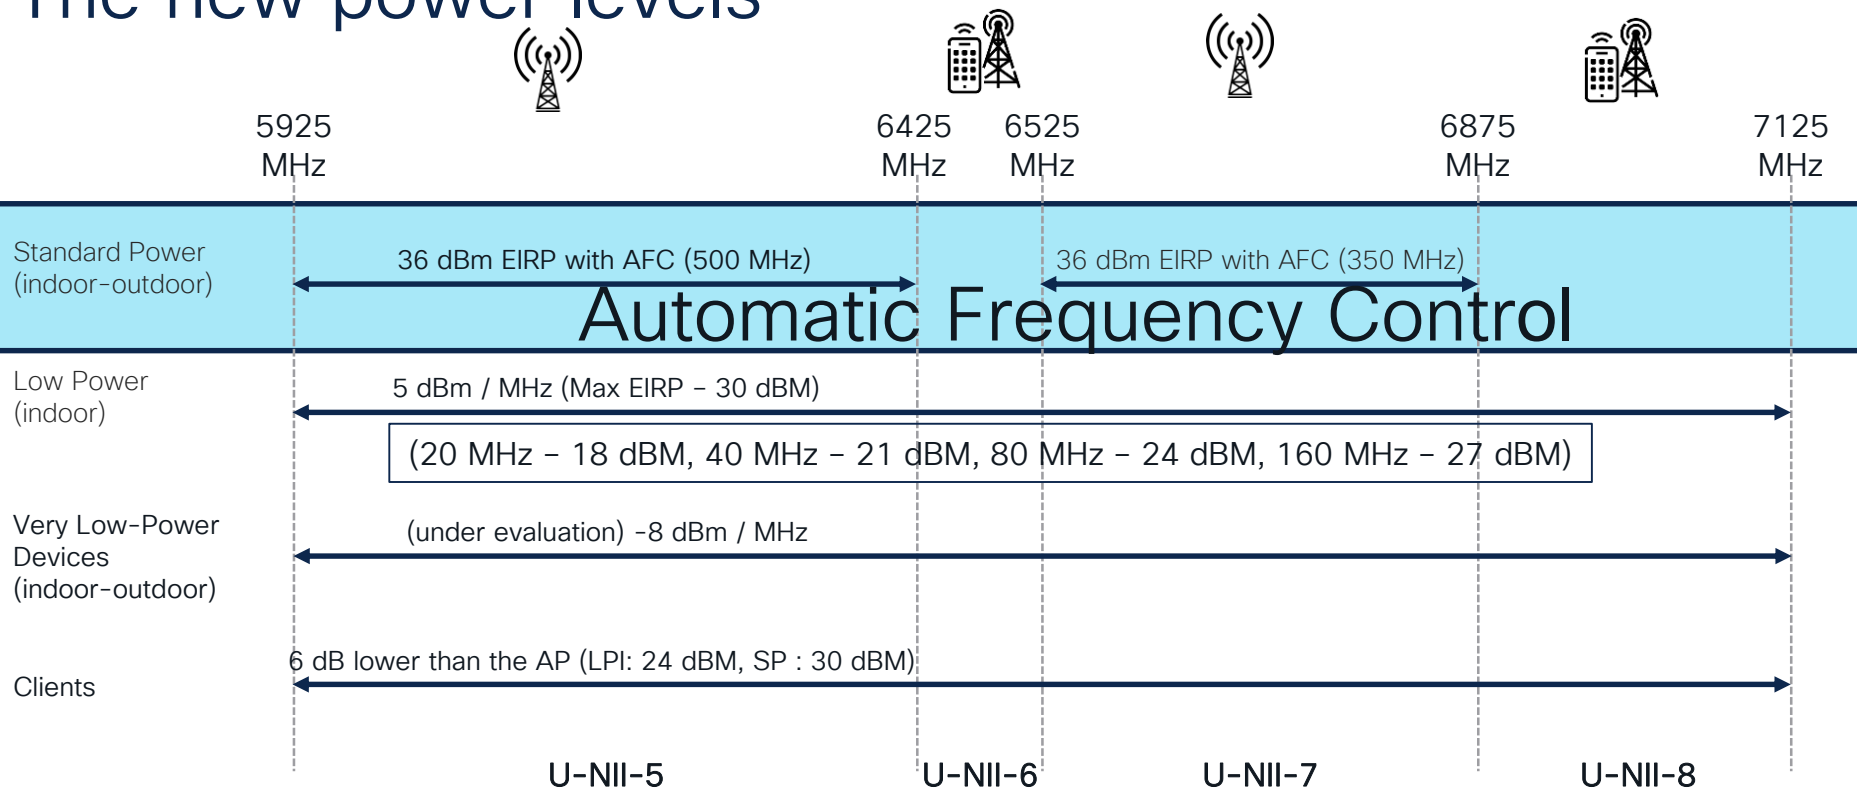 The new power levels
5925
MHz
6425
MHz
6525
MHz
6875
MHz
7125
MHz
Standard Power
(indoor-outdoor)
36 dBm EIRP with AFC (500 MHz)
36 dBm EIRP with AFC (350 MHz)
Automatic Frequency Control
Low Power
(indoor)
5 dBm / MHz (Max EIRP – 30 dBM)
(20 MHz – 18 dBM, 40 MHz – 21 dBM, 80 MHz – 24 dBM, 160 MHz – 27 dBM)
Very Low-Power
Devices
(indoor-outdoor)
(under evaluation) -8 dBm / MHz
Clients
6 dB lower than the AP (LPI: 24 dBM, SP : 30 dBM)
U-NII-5
U-NII-6
U-NII-7
U-NII-8